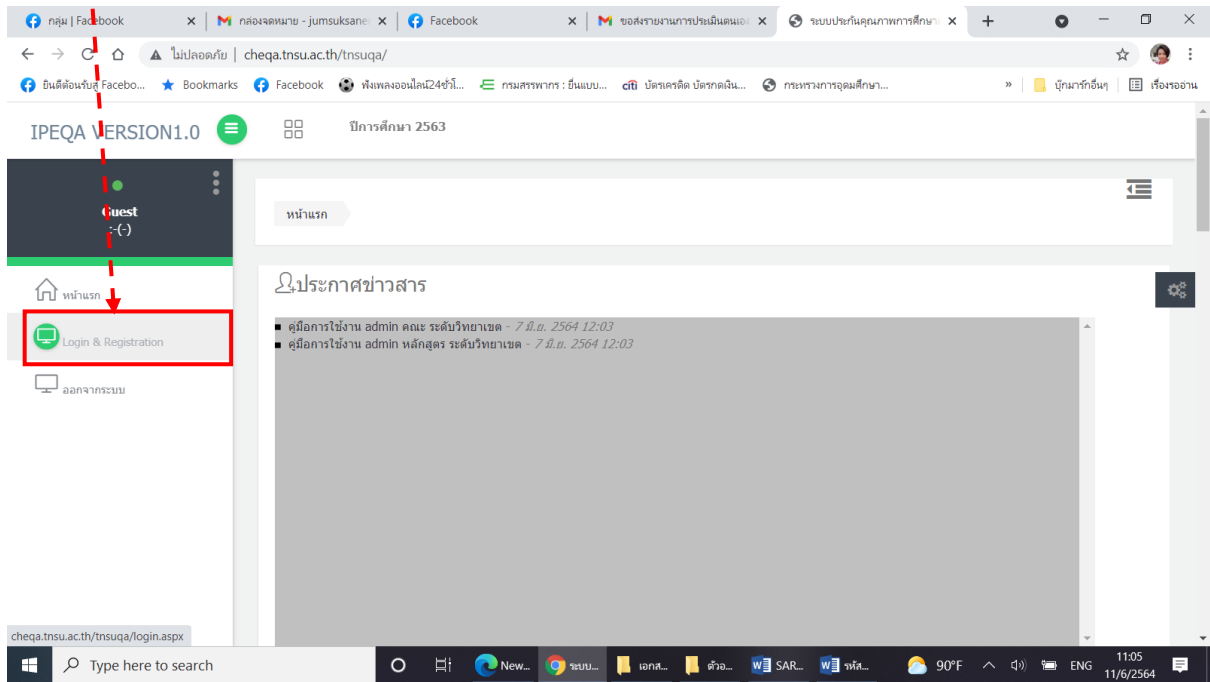 กลุ่ม | Facebook
กล่องจดหมาย - jumsuksane
Facebook
ขอส่งรายงานการประเมินตนเอ
ระบบประกันคุณภาพการศึกษา
ไม่ปลอดภัย | cheqa.tnsu.ac.th/tnsuqa/
ยินดีต้อนรับสู่ Facebo...
Bookmarks
Facebook
ฟังเพลงออนไลน์24ชั่วโ...
กรมสรรพากร : ยื่นแบบ...
citi บัตรเครดิต บัตรกดเงิน...
กระทรวงการอุดมศึกษา...
»
บุ๊กมาร์กอื่นๆ
เรื่องรออ่าน
IPEQA VERSION1.0
ปีการศึกษา 2563
Guest
:-(-)
หน้าแรก
หน้าแรก
Login & Registration
ออกจากระบบ
ประกาศข่าวสาร
คู่มือการใช้งาน admin คณะ ระดับวิทยาเขต - 7 มิ.ย. 2564 12:03
คู่มือการใช้งาน admin หลักสูตร ระดับวิทยาเขต - 7 มิ.ย. 2564 12:03
cheqa.tnsu.ac.th/tnsuqa/login.aspx
Type here to search
New...
ระบบ...
เอกส...
ตัวอ...
SAR...
รหัส...
90°F
ENG
11:05
11/6/2564